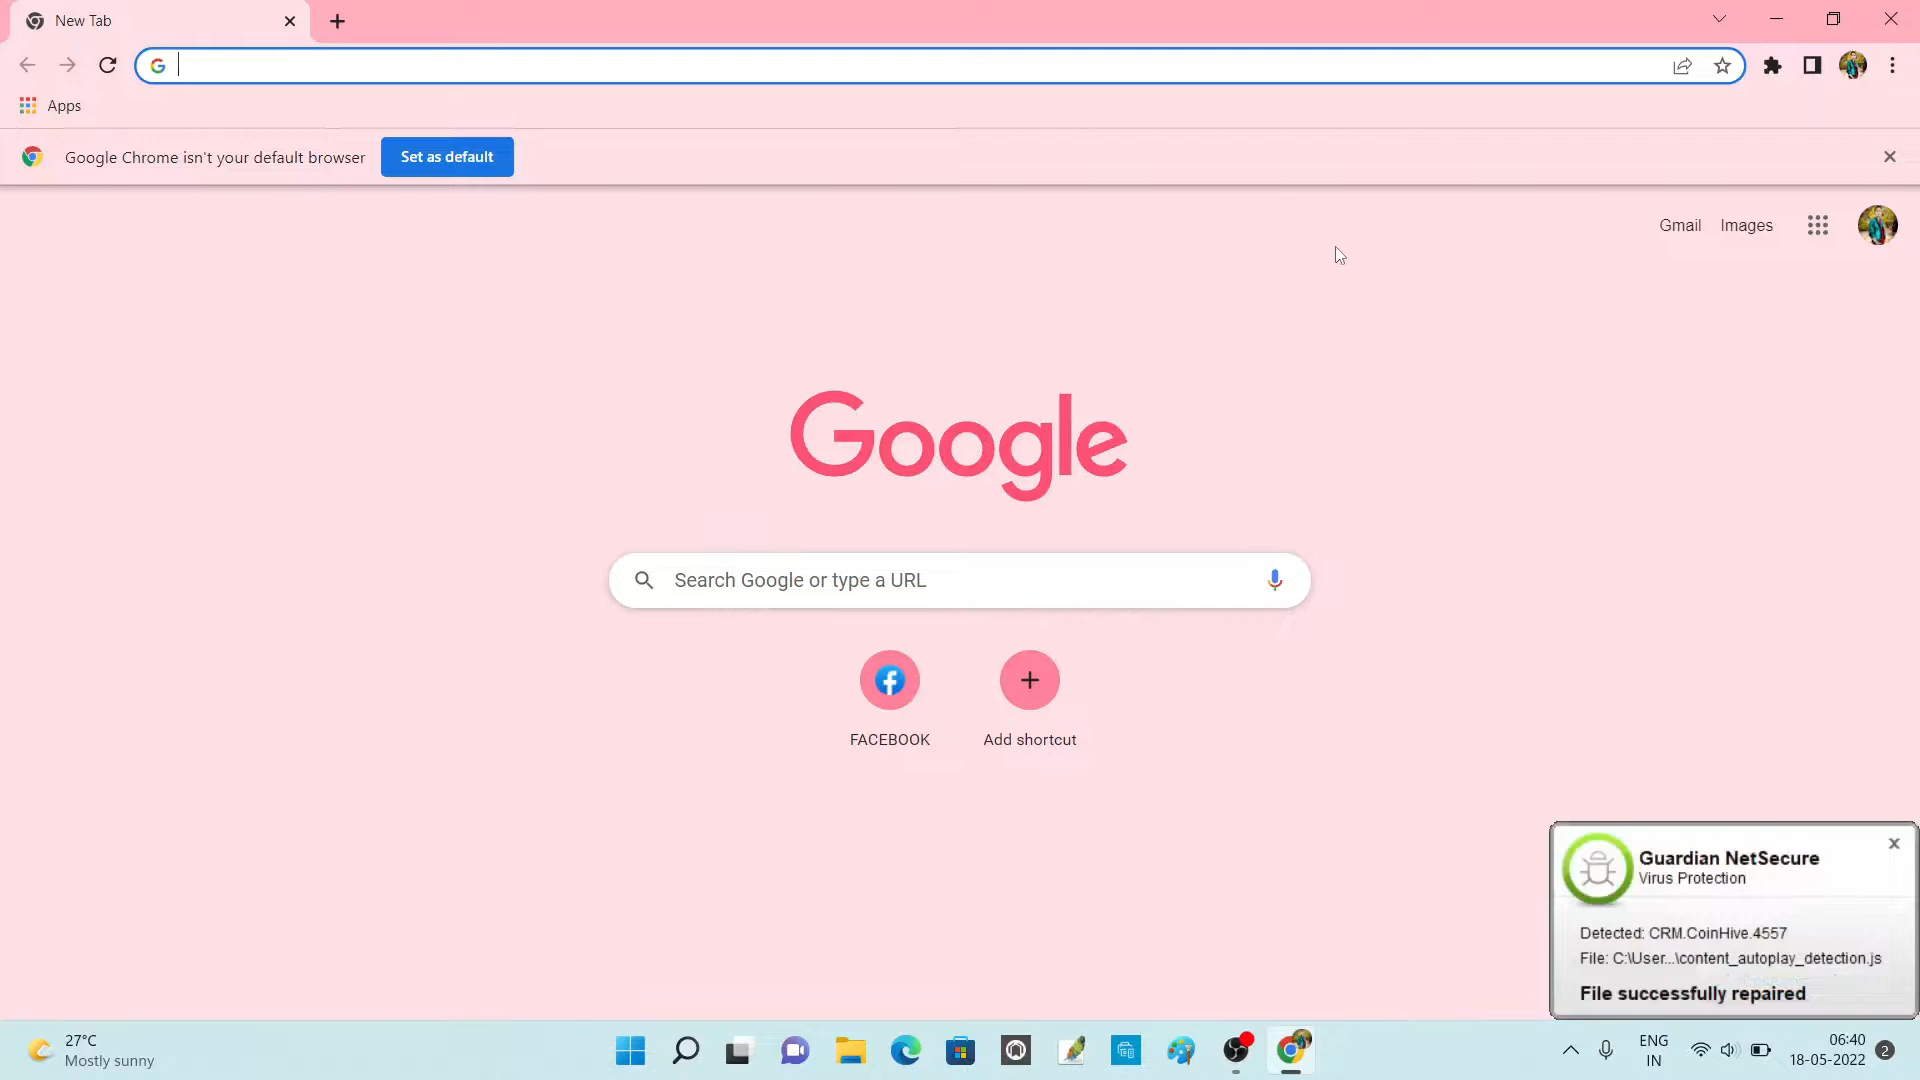 New Tab
Apps
Google Chrome isn't your default browser
Set as default
Gmail
Images
Google
Search Google or type a URL
FACEBOOK
Add shortcut
Guardian NetSecure
Virus Protection
Detected: CRM.CoinHive.4557
File: C:\User...\content_autoplay_detection.js
File successfully repaired
27°C
Mostly sunny
ENG
IN
06:40
18-05-2022
2